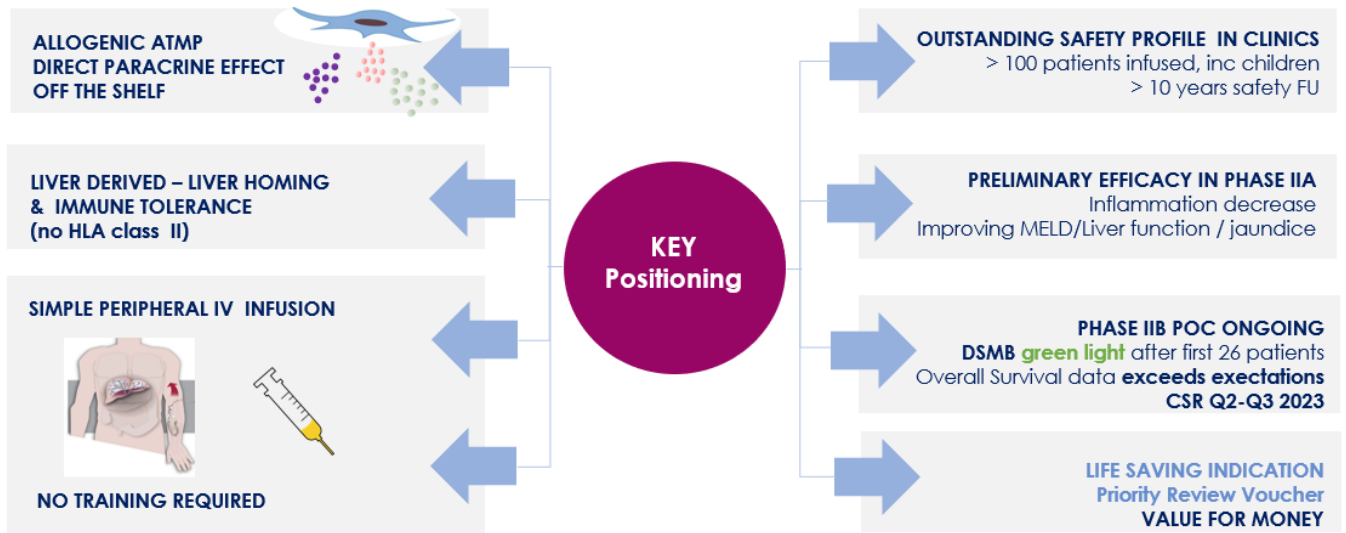 ALLOGENIC ATMP
DIRECT PARACRINE EFFECT
OFF THE SHELF
LIVER DERIVED – LIVER HOMING
& IMMUNE TOLERANCE
(no HLA class II)
SIMPLE PERIPHERAL IV INFUSION
NO TRAINING REQUIRED
KEY
Positioning
OUTSTANDING SAFETY PROFILE IN CLINICS
> 100 patients infused, inc children
> 10 years safety FU
PRELIMINARY EFFICACY IN PHASE IIA
Inflammation decrease
Improving MELD/Liver function / jaundice
PHASE IIB POC ONGOING
DSMB green light after first 26 patients
Overall Survival data exceeds exectations
CSR Q2-Q3 2023
LIFE SAVING INDICATION
Priority Review Voucher
VALUE FOR MONEY